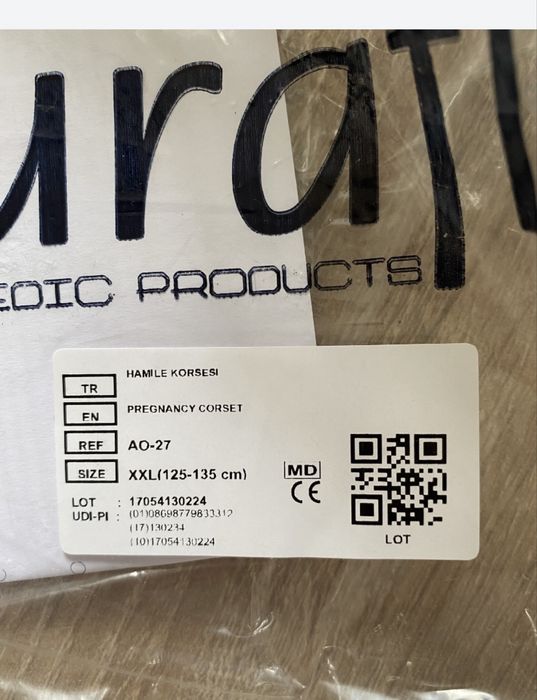 EDIC PRODUCTS
TR HAMILE KORSESI
EN PREGNANCY CORSET
REF AO-27
SIZE XXL(125-135 cm)
MD
CE
LOT : 17054130224
UDI-PI : (01)08698779833312
(17)130234
(10)17054130224
LOT